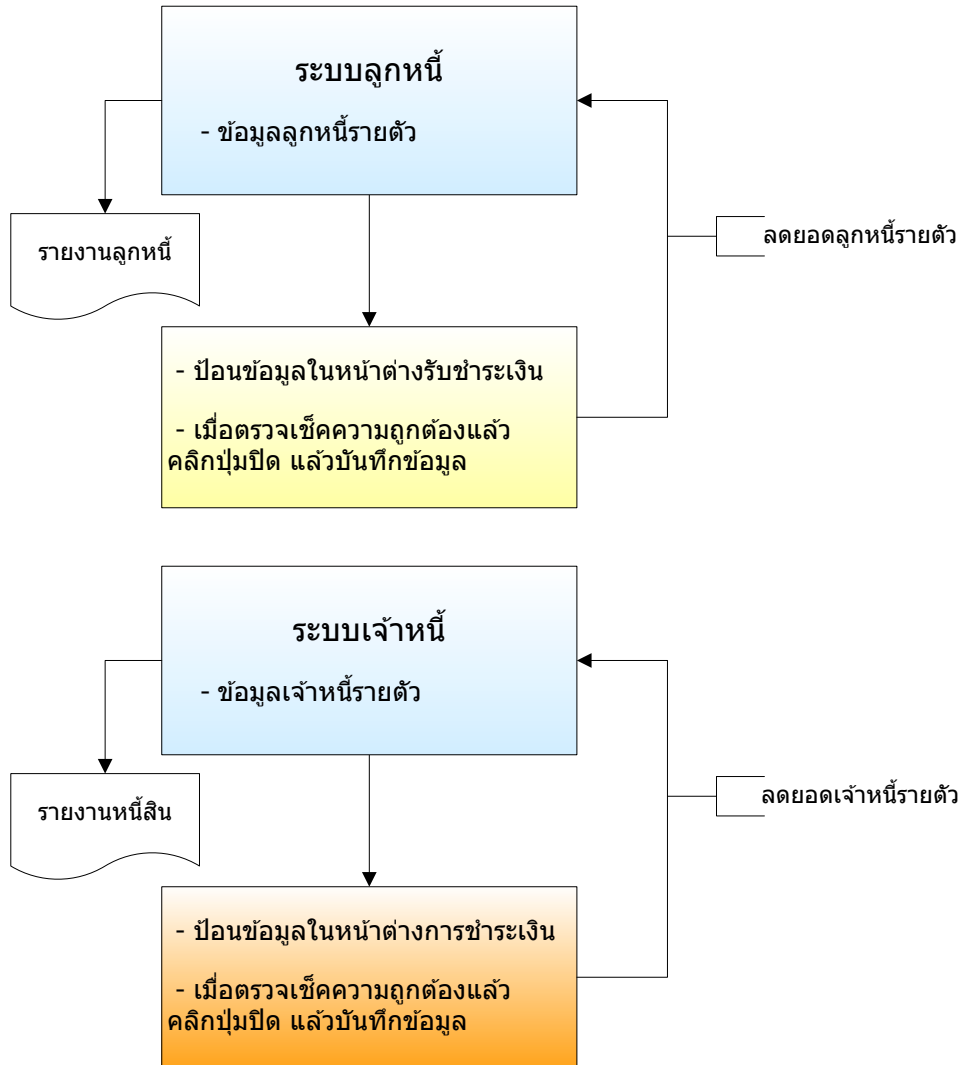 ระบบลูกหนี้
- ข้อมูลลูกหนี้รายตัว
รายงานลูกหนี้
ลดยอดลูกหนี้รายตัว
- ป้อนข้อมูลในหน้าต่างรับชำระเงิน
- เมื่อตรวจเช็คความถูกต้องแล้ว
คลิกปุ่มปิด แล้วบันทึกข้อมูล
ระบบเจ้าหนี้
- ข้อมูลเจ้าหนี้รายตัว
รายงานหนี้สิน
ลดยอดเจ้าหนี้รายตัว
- ป้อนข้อมูลในหน้าต่างการชำระเงิน
- เมื่อตรวจเช็คความถูกต้องแล้ว
คลิกปุ่มปิด แล้วบันทึกข้อมูล